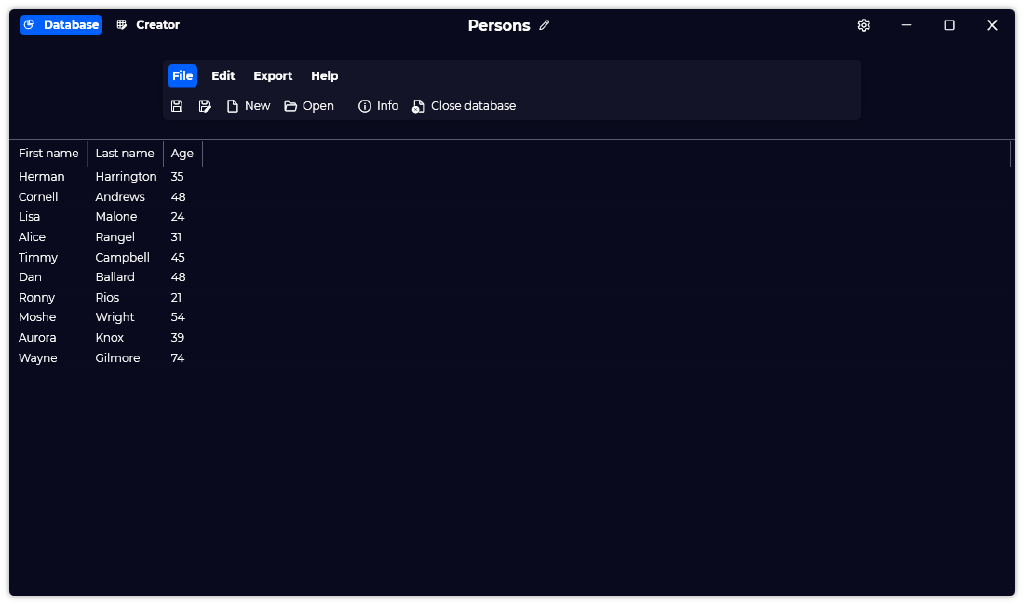 Database Creator Persons
File Edit Export Help
New Open Info Close database
First name Last name Age
Herman Harrington 35
Cornell Andrews 48
Lisa Malone 24
Alice Rangel 31
Timmy Campbell 45
Dan Ballard 48
Ronny Rios 21
Moshe Wright 54
Aurora Knox 39
Wayne Gilmore 74